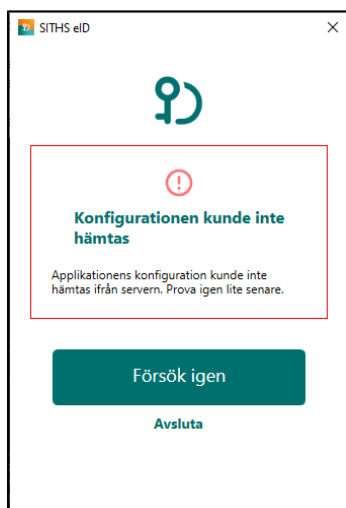 SITHS eID
Konfigurationen kunde inte
hämtas
Applikationens konfiguration kunde inte
hämtas ifrån servern. Prova igen lite senare.
Försök igen
Avsluta